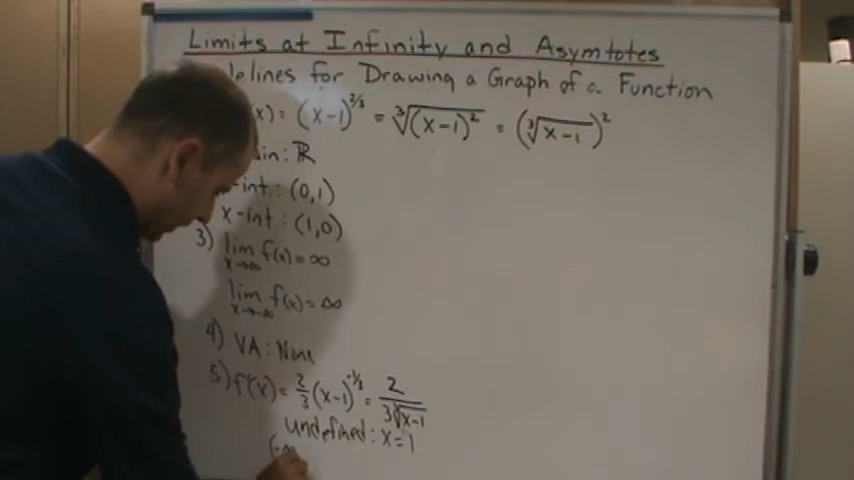 Limits at Infinity and Asymtotes
delines for Drawing a Graph of a Function
(x) = (x-1)^{2/3} = ∛(x-1)² = (∛x-1)²
ain: ℝ
-int: (0,1)
x-int: (1,0)
3) lim x→∞ f(x) = ∞
lim x→-∞ f(x) = ∞
4) VA: None
5) f'(x) = 2/3 (x-1)^{-1/3} = 2/(3∛x-1)
undefined: x=1
(-∞